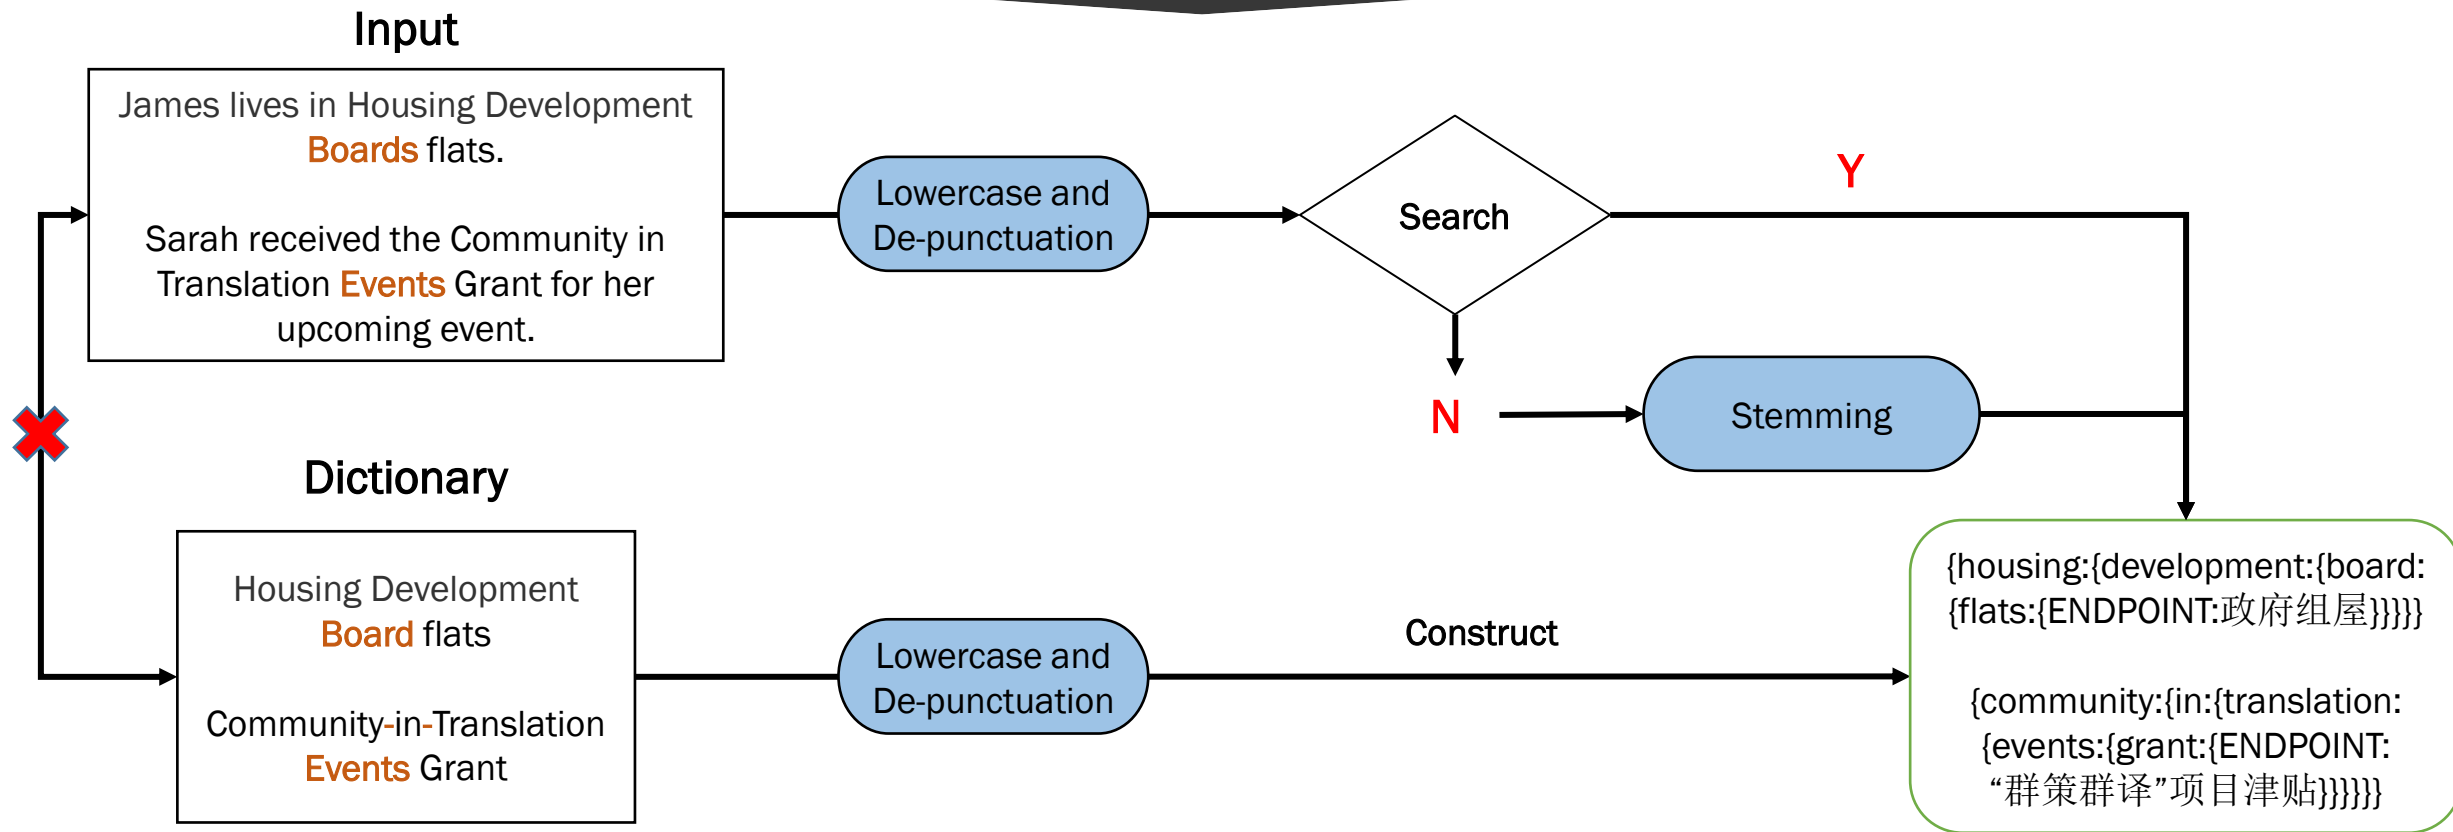 Input
James lives in Housing Development
Boards flats.
Sarah received the Community in
Translation Events Grant for her
upcoming event.
Lowercase and
De-punctuation
Search
Y
N
Stemming
Dictionary
Housing Development
Board flats
Community-in-Translation
Events Grant
Lowercase and
De-punctuation
Construct
{housing:{development:{board:
{flats:{ENDPOINT:政府组屋}}}}}
{community:{in:{translation:
{events:{grant:{ENDPOINT:
“群策群译”项目津贴}}}}}}